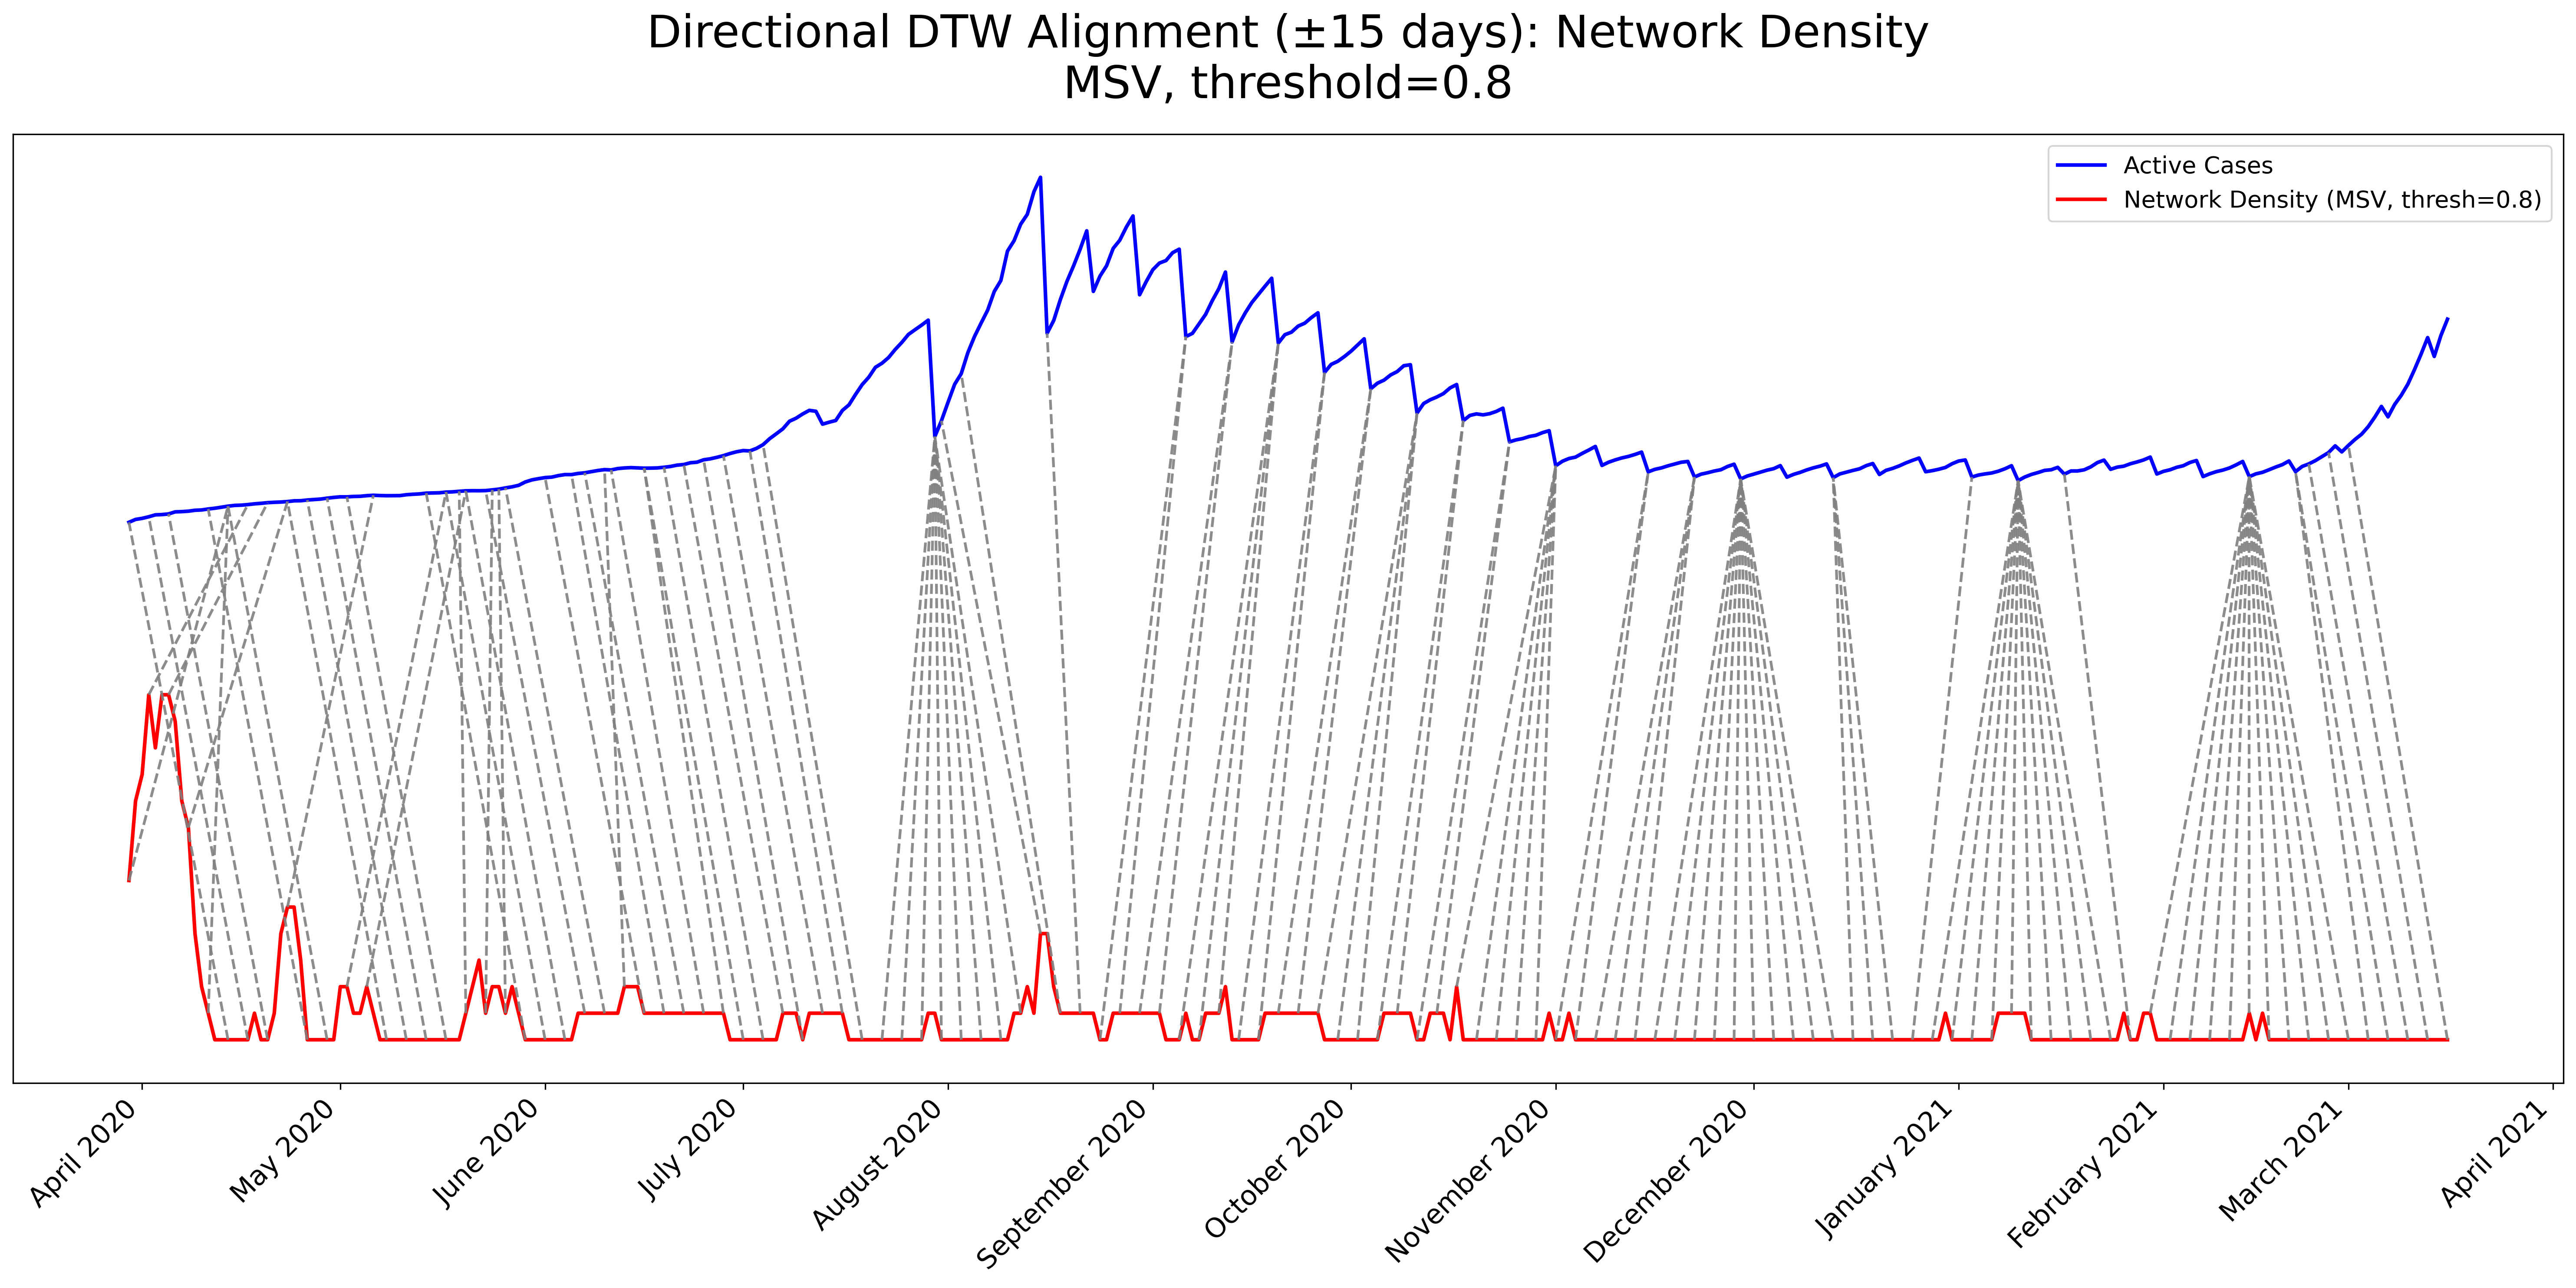 Directional DTW Alignment (±15 days): Network Density
MSV, threshold=0.8
Active Cases
Network Density (MSV, thresh=0.8)
April 2020
May 2020
June 2020
July 2020
August 2020
September 2020
October 2020
November 2020
December 2020
January 2021
February 2021
March 2021
April 2021